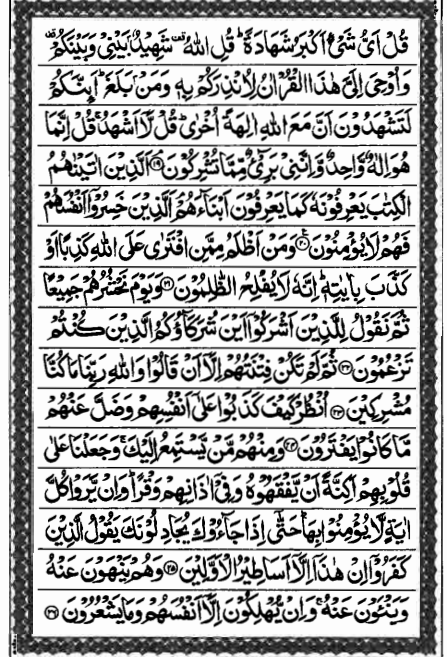 قُلْ اَیُّ شَیْءٍ اَكْبَرُ شَهَادَةً ؕ قُلِ اللّٰهُ ۙ۫ شَهِیْدٌۢ بَیْنِیْ وَبَیْنَكُمْ ۫
وَاُوْحِیَ اِلَیَّ هٰذَا الْقُرْاٰنُ لِاُنْذِرَكُمْ بِهٖ وَمَنْۢ بَلَغَ ؕ اَىِٕنَّكُمْ
لَتَشْهَدُوْنَ اَنَّ مَعَ اللّٰهِ اٰلِهَةً اُخْرٰی ؕ قُلْ لَّاۤ اَشْهَدُ ۚ قُلْ اِنَّمَا
هُوَ اِلٰهٌ وَّاحِدٌ وَّاِنَّنِیْ بَرِیْٓءٌ مِّمَّا تُشْرِكُوْنَ ۘ﴿۱۹﴾ اَلَّذِیْنَ اٰتَیْنٰهُمُ
الْكِتٰبَ یَعْرِفُوْنَهٗ كَمَا یَعْرِفُوْنَ اَبْنَآءَهُمْ ۘ اَلَّذِیْنَ خَسِرُوْۤا اَنْفُسَهُمْ
فَهُمْ لَا یُؤْمِنُوْنَ ﴿۲۰﴾ وَمَنْ اَظْلَمُ مِمَّنِ افْتَرٰی عَلَی اللّٰهِ كَذِبًا اَوْ
كَذَّبَ بِاٰیٰتِهٖ ؕ اِنَّهٗ لَا یُفْلِحُ الظّٰلِمُوْنَ ﴿۲۱﴾ وَیَوْمَ نَحْشُرُهُمْ جَمِیْعًا
ثُمَّ نَقُوْلُ لِلَّذِیْنَ اَشْرَكُوْۤا اَیْنَ شُرَكَآؤُكُمُ الَّذِیْنَ كُنْتُمْ
تَزْعُمُوْنَ ﴿۲۲﴾ ثُمَّ لَمْ تَكُنْ فِتْنَتُهُمْ اِلَّاۤ اَنْ قَالُوْا وَاللّٰهِ رَبِّنَا مَا كُنَّا
مُشْرِكِیْنَ ﴿۲۳﴾ اُنْظُرْ كَیْفَ كَذَبُوْا عَلٰۤی اَنْفُسِهِمْ وَضَلَّ عَنْهُمْ
مَّا كَانُوْا یَفْتَرُوْنَ ﴿۲۴﴾ وَمِنْهُمْ مَّنْ یَّسْتَمِعُ اِلَیْكَ ۚ وَجَعَلْنَا عَلٰی
قُلُوْبِهِمْ اَكِنَّةً اَنْ یَّفْقَهُوْهُ وَفِیْۤ اٰذَانِهِمْ وَقْرًا ؕ وَاِنْ یَّرَوْا كُلَّ
اٰیَةٍ لَّا یُؤْمِنُوْا بِهَا ؕ حَتّٰۤی اِذَا جَآءُوْكَ یُجَادِلُوْنَكَ یَقُوْلُ الَّذِیْنَ
كَفَرُوْۤا اِنْ هٰذَاۤ اِلَّاۤ اَسَاطِیْرُ الْاَوَّلِیْنَ ﴿۲۵﴾ وَهُمْ یَنْهَوْنَ عَنْهُ
وَیَنْـَٔوْنَ عَنْهُ ۚ وَاِنْ یُّهْلِكُوْنَ اِلَّاۤ اَنْفُسَهُمْ وَمَا یَشْعُرُوْنَ ﴿۲۶﴾